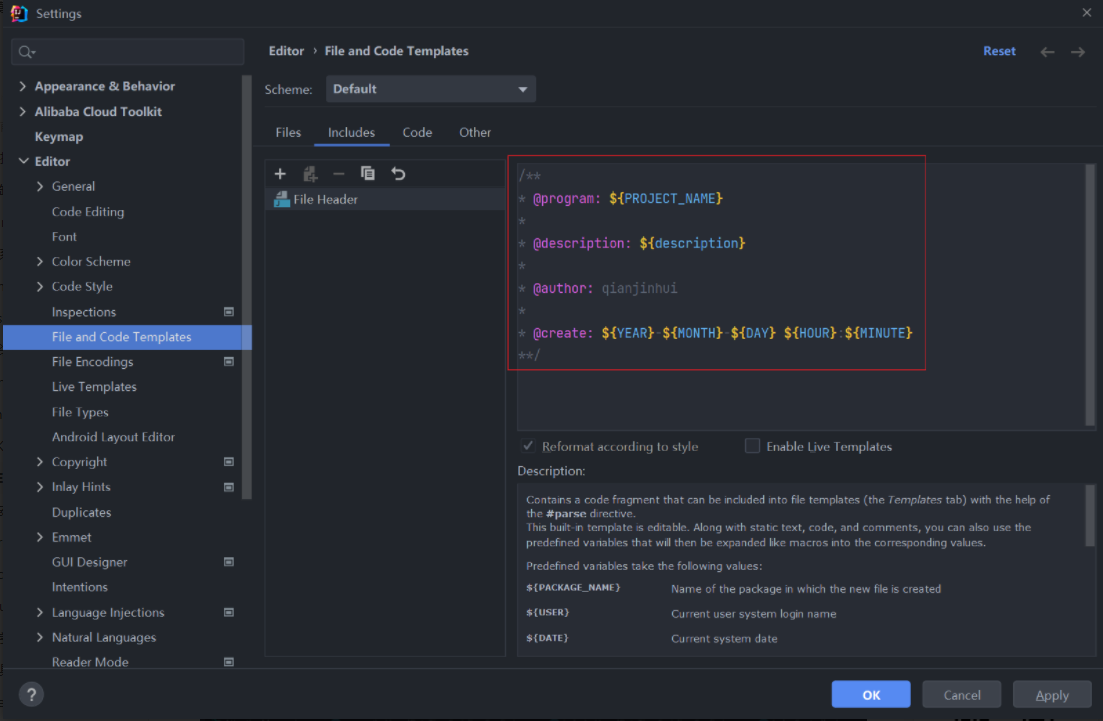 Settings
Editor › File and Code Templates
Reset
Scheme: Default
Appearance & Behavior
Alibaba Cloud Toolkit
Keymap
Editor
General
Code Editing
Font
Color Scheme
Code Style
Inspections
File and Code Templates
File Encodings
Live Templates
File Types
Android Layout Editor
Copyright
Inlay Hints
Duplicates
Emmet
GUI Designer
Intentions
Language Injections
Natural Languages
Reader Mode
Files Includes Code Other
File Header
/**
* @program: ${PROJECT_NAME}
*
* @description: ${description}
*
* @author: qianjinhui
*
* @create: ${YEAR}-${MONTH}-${DAY} ${HOUR}:${MINUTE}
**/
Reformat according to style Enable Live Templates
Description:
Contains a code fragment that can be included into file templates (the Templates tab) with the help of
the #parse directive.
This built-in template is editable. Along with static text, code, and comments, you can also use the
predefined variables that will then be expanded like macros into the corresponding values.
Predefined variables take the following values:
${PACKAGE_NAME} Name of the package in which the new file is created
${USER} Current user system login name
${DATE} Current system date
?
OK Cancel Apply